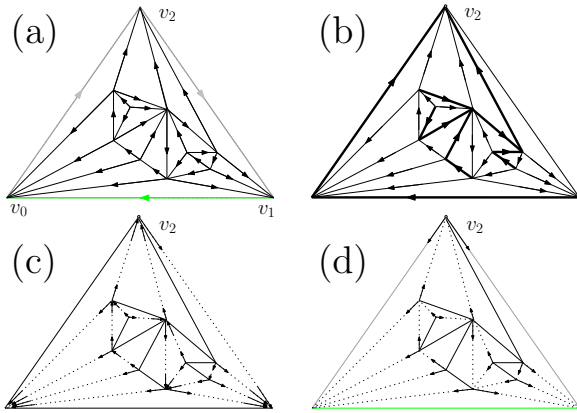 (a) v₂ (b) v₂
v₀ v₁
(c) v₂ (d) v₂